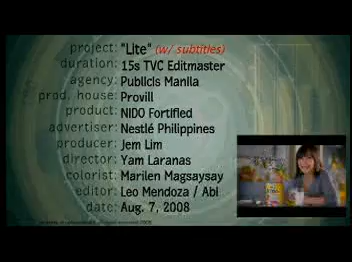 project: "Lite" (w/ subtitles)
duration: 15s TVC Editmaster
agency: Publicis Manila
prod. house: Provill
product: NIDO Fortified
advertiser: Nestlé Philippines
producer: Jem Lim
director: Yam Laranas
colorist: Marilen Magsaysay
editor: Leo Mendoza / Abi
date: Aug. 7, 2008